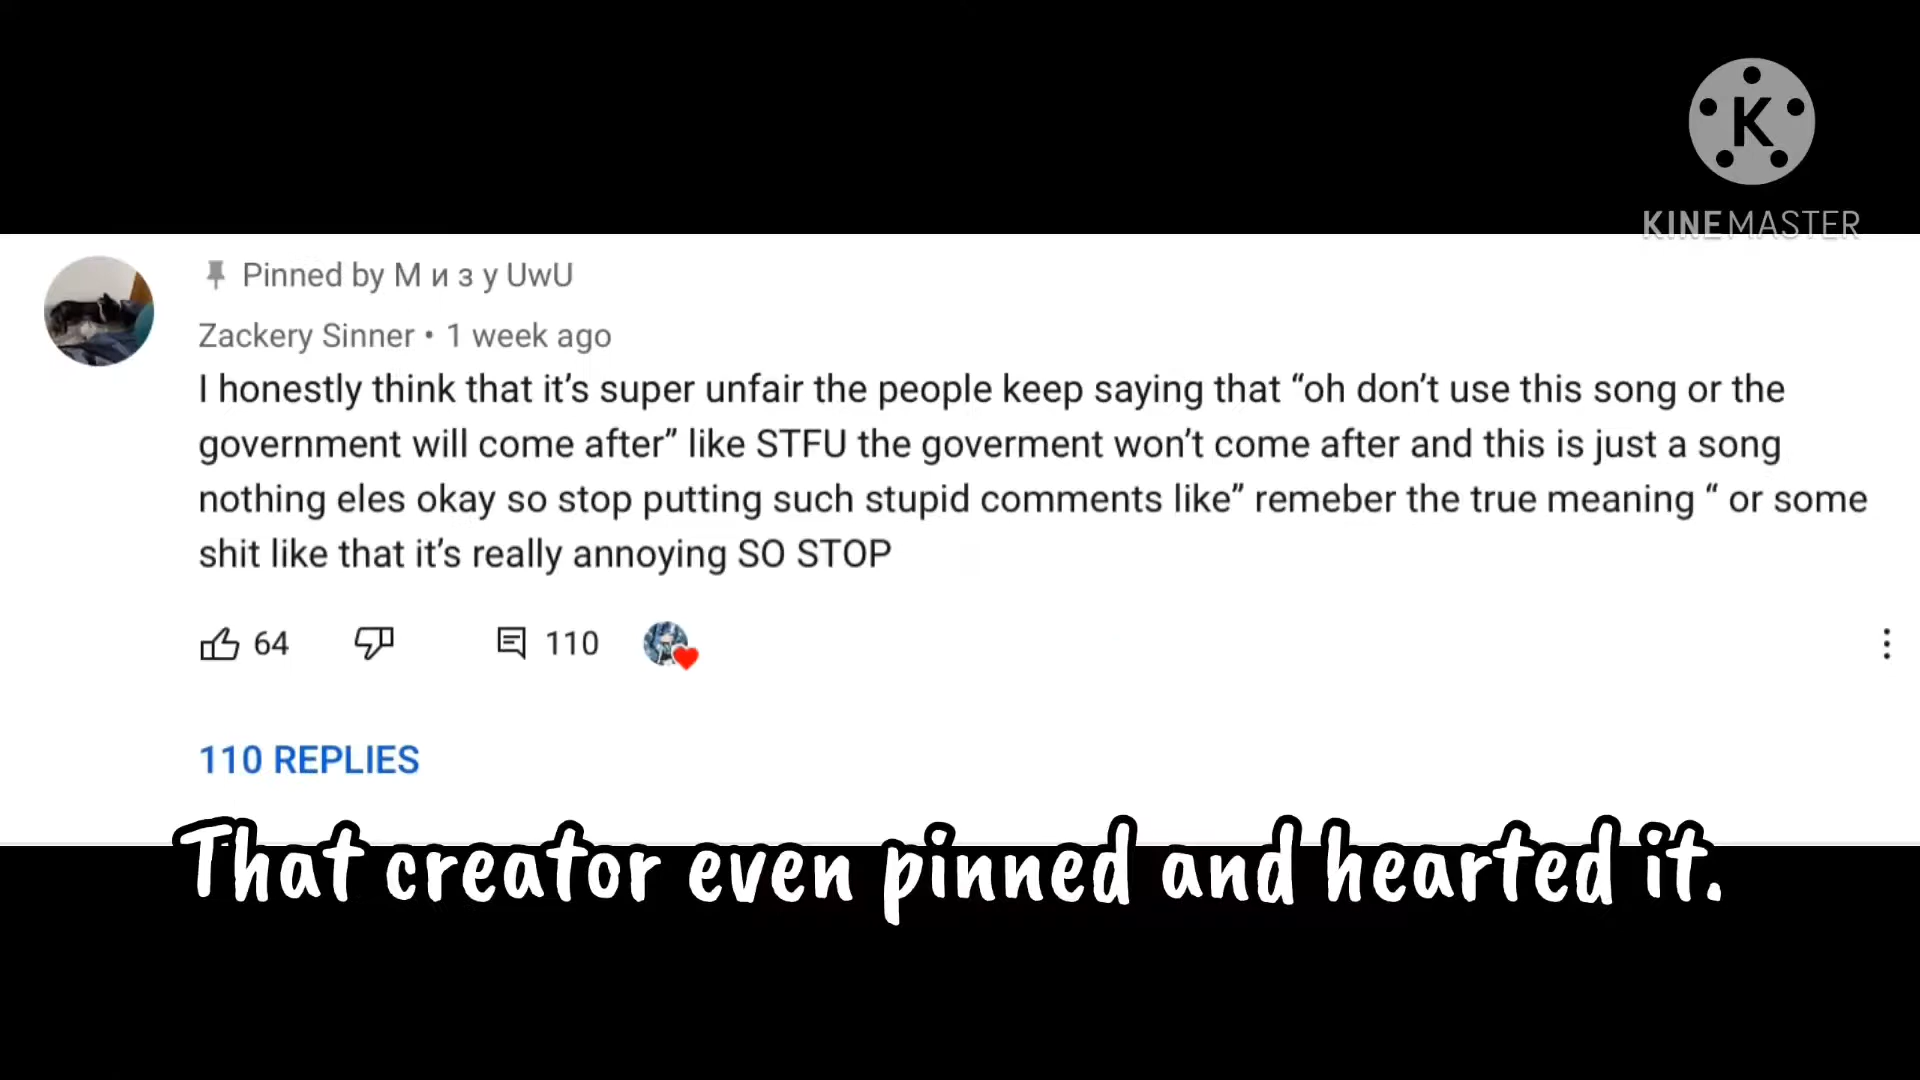 K
KINEMASTER
Pinned by М и з у UwU
Zackery Sinner • 1 week ago
I honestly think that it’s super unfair the people keep saying that “oh don’t use this song or the
government will come after” like STFU the goverment won’t come after and this is just a song
nothing eles okay so stop putting such stupid comments like” remeber the true meaning “ or some
shit like that it’s really annoying SO STOP
64 110
110 REPLIES
That creator even pinned and hearted it.